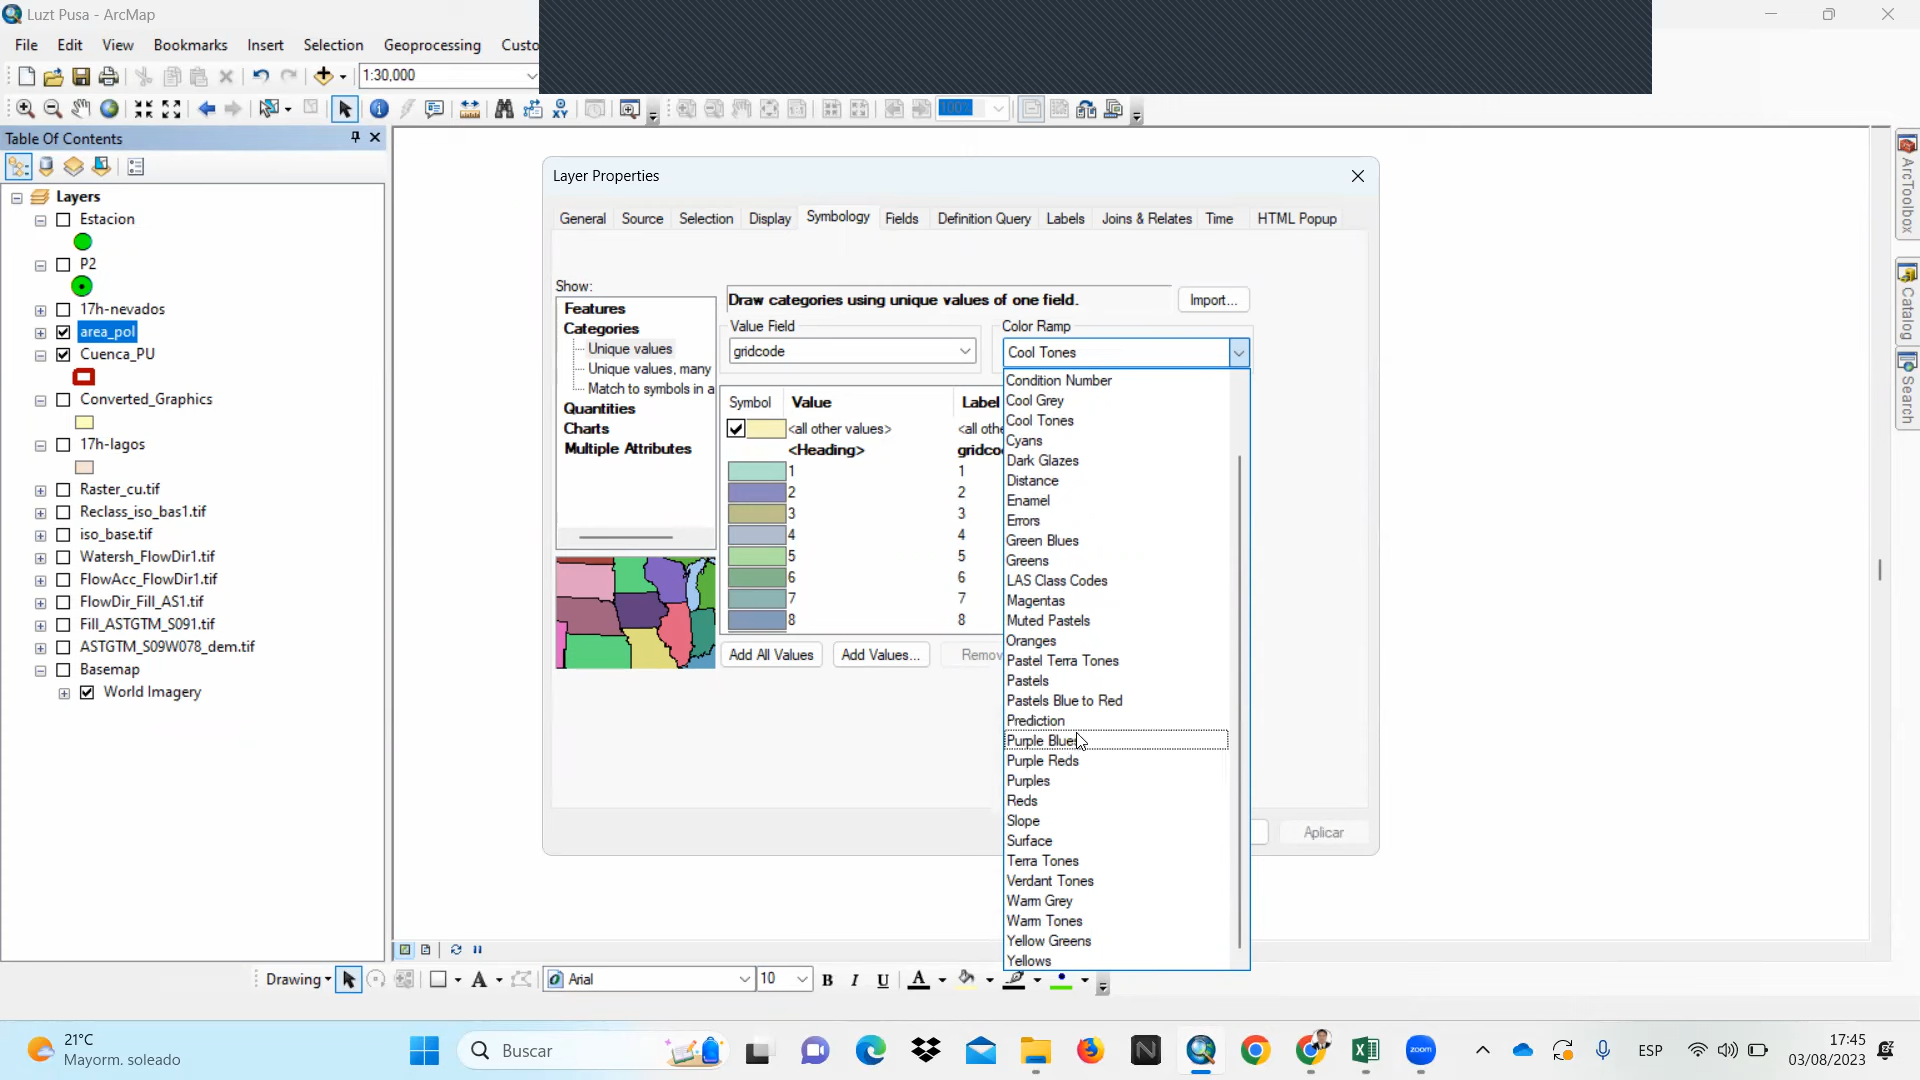 Luzt Pusa - ArcMap
File Edit View Bookmarks Insert Selection Geoprocessing Custo
1:30,000
100%
Table Of Contents
Layers
Estacion
P2
17h-nevados
area_pol
Cuenca_PU
Converted_Graphics
17h-lagos
Raster_cu.tif
Reclass_iso_bas1.tif
iso_base.tif
Watersh_FlowDir1.tif
FlowAcc_FlowDir1.tif
FlowDir_Fill_AS1.tif
Fill_ASTGTM_S091.tif
ASTGTM_S09W078_dem.tif
Basemap
World Imagery
Layer Properties
General Source Selection Display Symbology Fields Definition Query Labels Joins & Relates Time HTML Popup
Show:
Features
Categories
Unique values
Unique values, many
Match to symbols in a
Quantities
Charts
Multiple Attributes
Draw categories using unique values of one field.
Import...
Value Field
gridcode
Color Ramp
Cool Tones
Symbol Value Label
<all other values> <all othe
<Heading> gridco
1 1
2 2
3 3
4 4
5 5
6 6
7 7
8 8
Add All Values Add Values... Remov
Condition Number
Cool Grey
Cool Tones
Cyans
Dark Glazes
Distance
Enamel
Errors
Green Blues
Greens
LAS Class Codes
Magentas
Muted Pastels
Oranges
Pastel Terra Tones
Pastels
Pastels Blue to Red
Prediction
Purple Blues
Purple Reds
Purples
Reds
Slope
Surface
Terra Tones
Verdant Tones
Warm Grey
Warm Tones
Yellow Greens
Yellows
Aplicar
ArcToolbox
Catalog
Search
Drawing Arial 10 B I U A
21°C
Mayorm. soleado
Buscar
zoom
ESP
17:45
03/08/2023